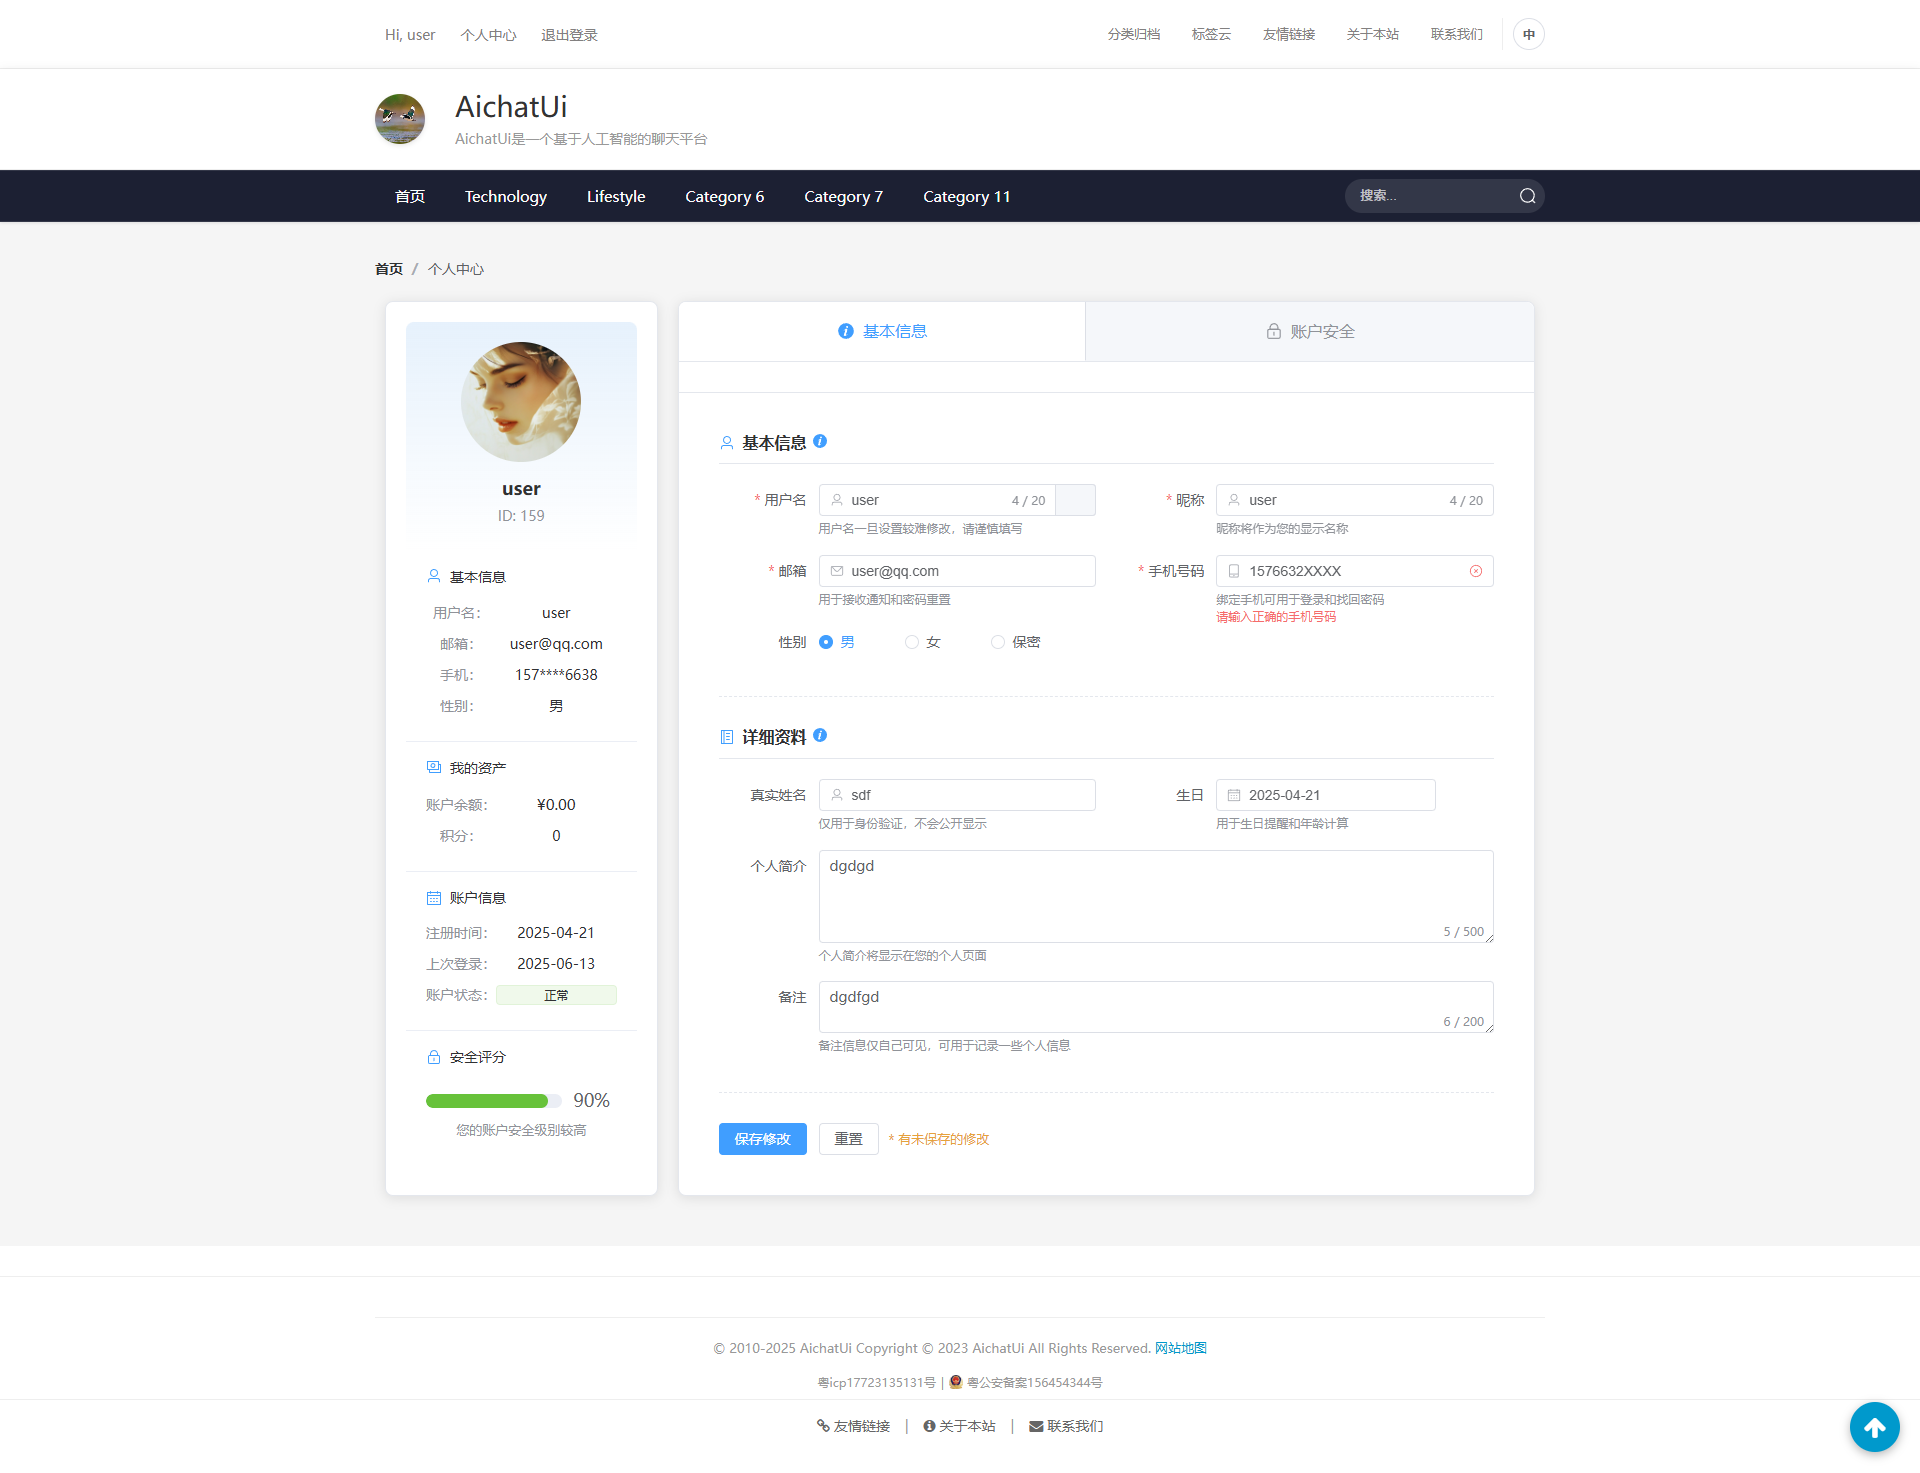 Hi, user 个人中心 退出登录 分类归档 标签云 友情链接 关于本站 联系我们 中
AichatUi
AichatUi是一个基于人工智能的聊天平台
首页 Technology Lifestyle Category 6 Category 7 Category 11 搜索...
首页 / 个人中心
user
ID: 159
基本信息
用户名： user
邮箱： user@qq.com
手机： 157****6638
性别： 男
我的资产
账户余额： ¥0.00
积分： 0
账户信息
注册时间： 2025-04-21
上次登录： 2025-06-13
账户状态： 正常
安全评分
90%
您的账户安全级别较高
基本信息 账户安全
基本信息
* 用户名 user 4 / 20 * 昵称 user 4 / 20
用户名一旦设置较难修改，请谨慎填写 昵称将作为您的显示名称
* 邮箱 user@qq.com * 手机号码 1576632XXXX
用于接收通知和密码重置 绑定手机可用于登录和找回密码
请输入正确的手机号码
性别 男 女 保密
详细资料
真实姓名 sdf 生日 2025-04-21
仅用于身份验证，不会公开显示 用于生日提醒和年龄计算
个人简介 dgdgd
5 / 500
个人简介将显示在您的个人页面
备注 dgdfgd
6 / 200
备注信息仅自己可见，可用于记录一些个人信息
保存修改 重置 * 有未保存的修改
© 2010-2025 AichatUi Copyright © 2023 AichatUi All Rights Reserved. 网站地图
粤icp17723135131号 | 粤公安备案156454344号
友情链接 | 关于本站 | 联系我们